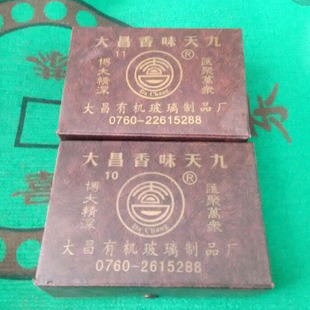 大昌香味天九
11
®
博大精深
匯聚萬衆
Da Chang
大昌有机玻璃制品厂
0760-22615288
大昌香味天九
10
®
博大精深
匯聚萬衆
Da Chang
大昌有机玻璃制品厂
0760-2615288